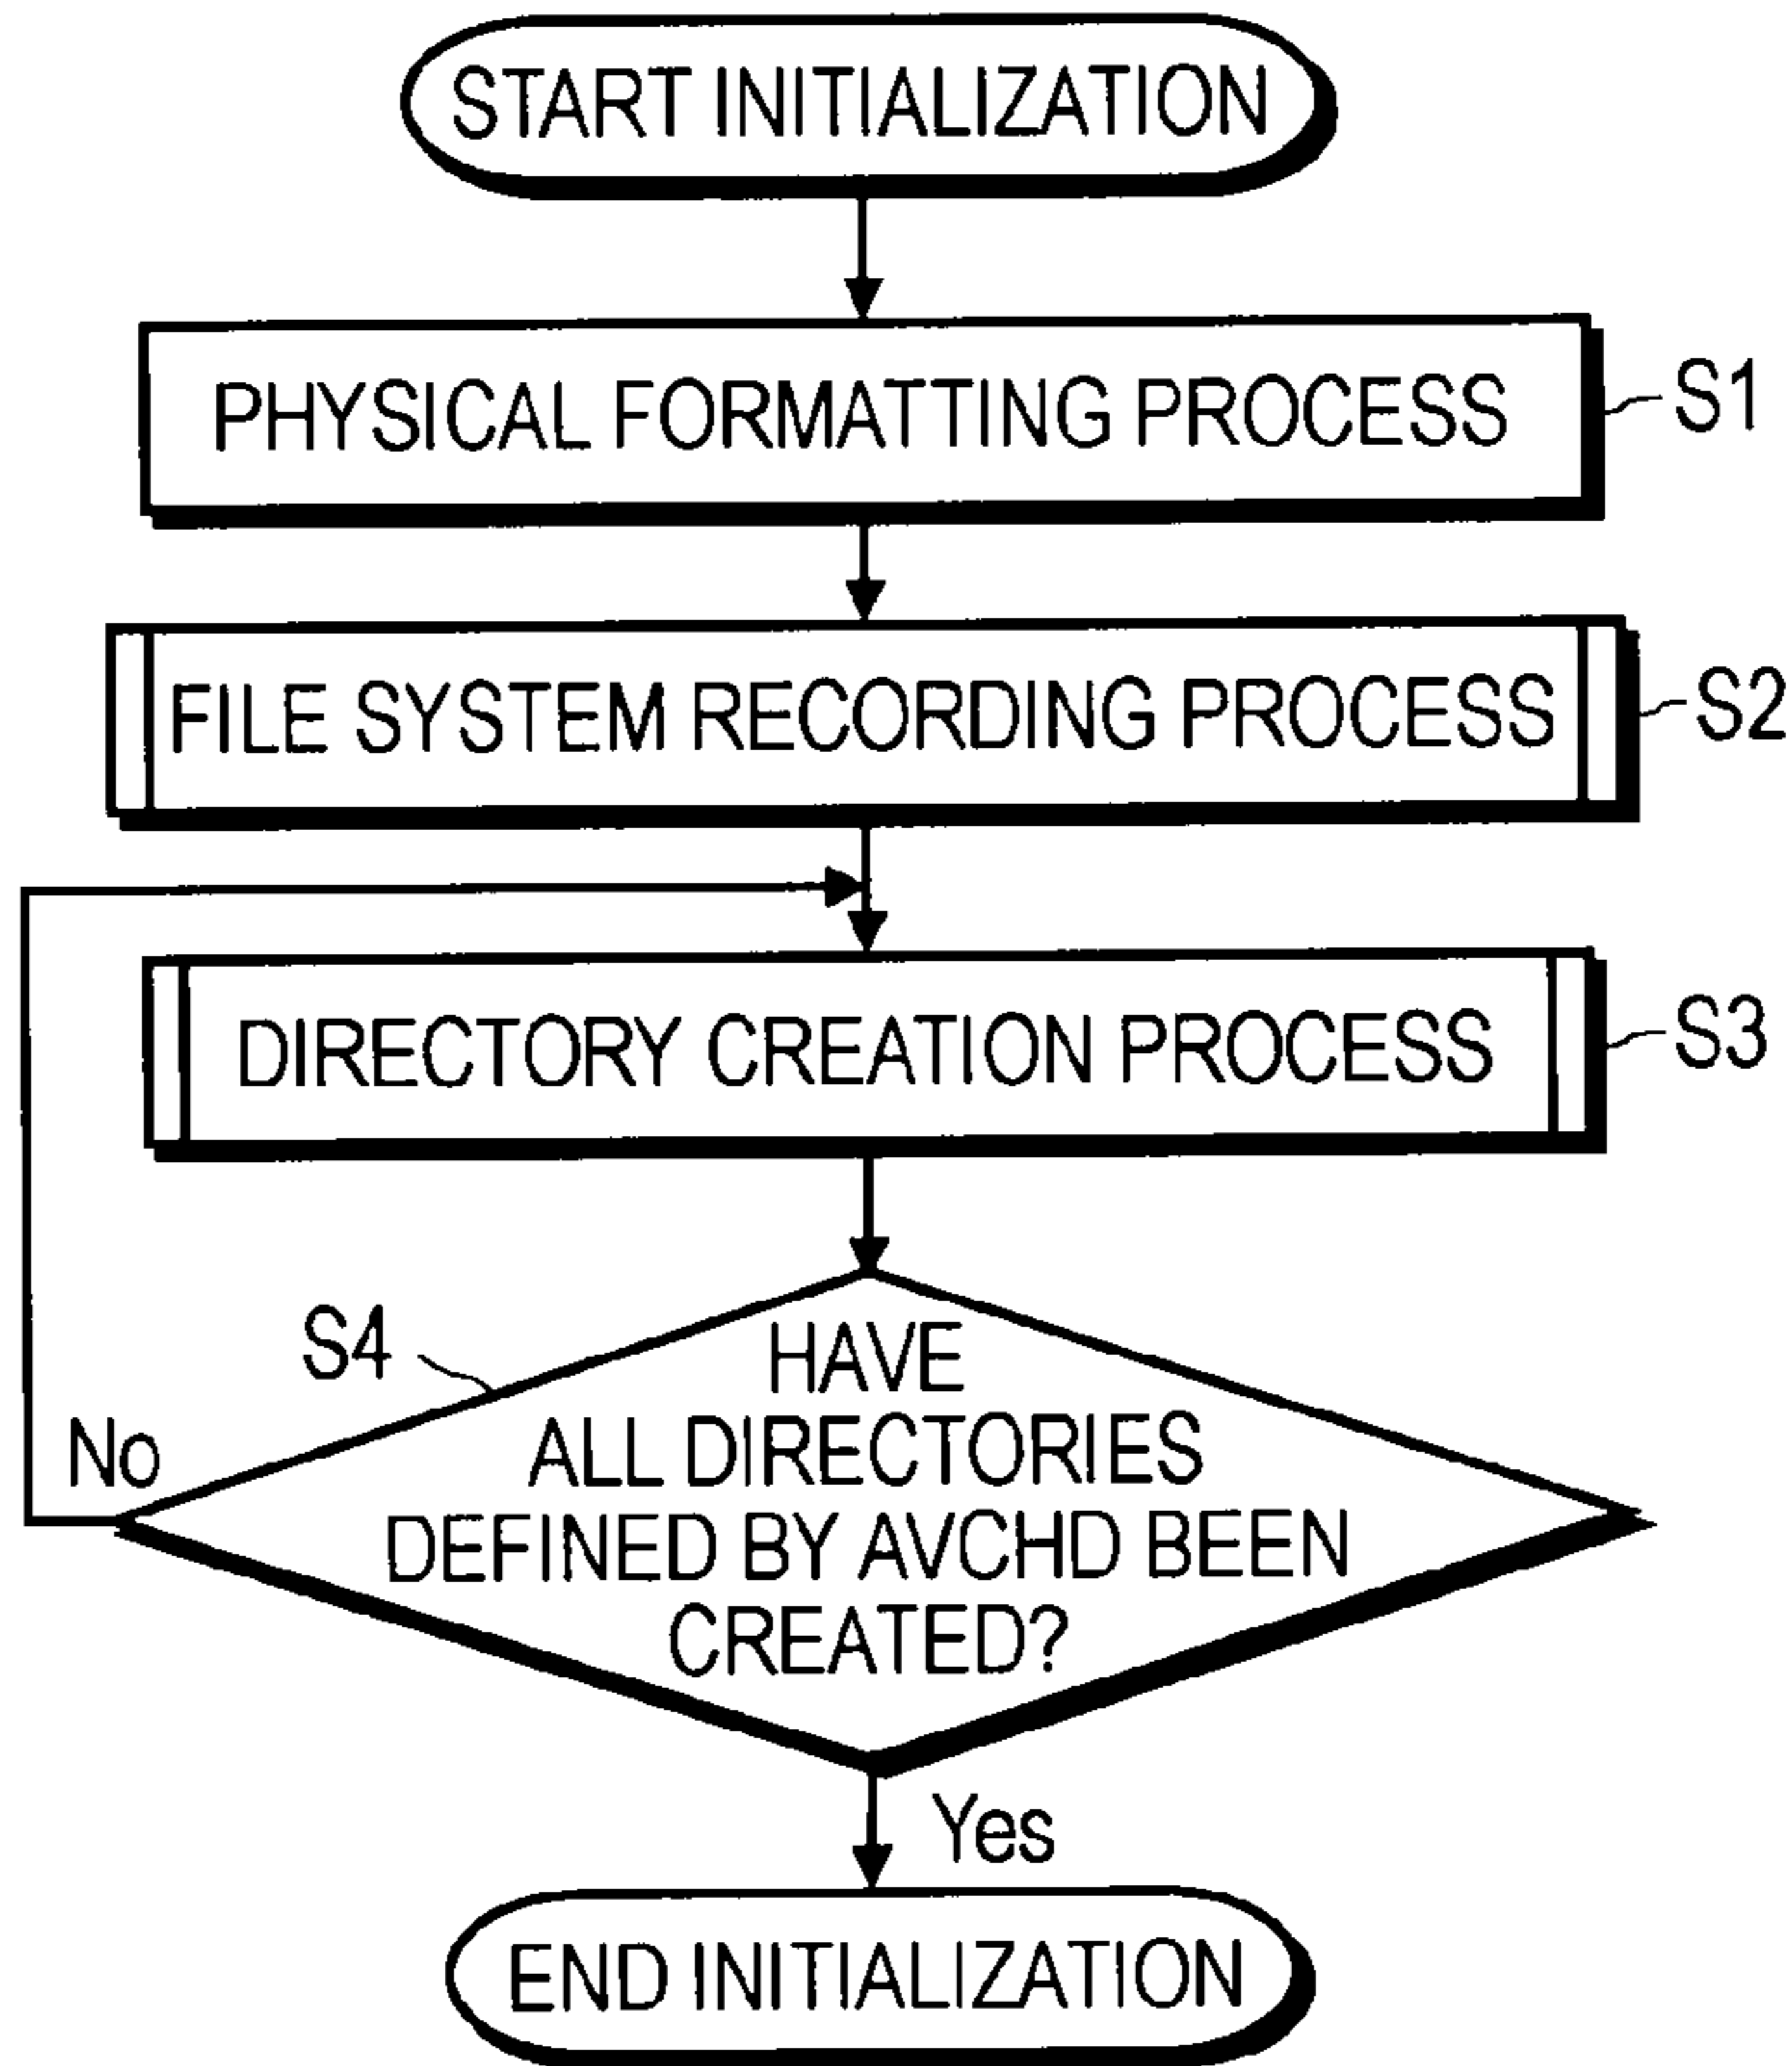 START INITIALIZATION
PHYSICAL FORMATTING PROCESS
S1
FILE SYSTEM RECORDING PROCESS
S2
DIRECTORY CREATION PROCESS
S3
S4
HAVE
ALL DIRECTORIES
DEFINED BY AVCHD BEEN
CREATED?
No
Yes
END INITIALIZATION